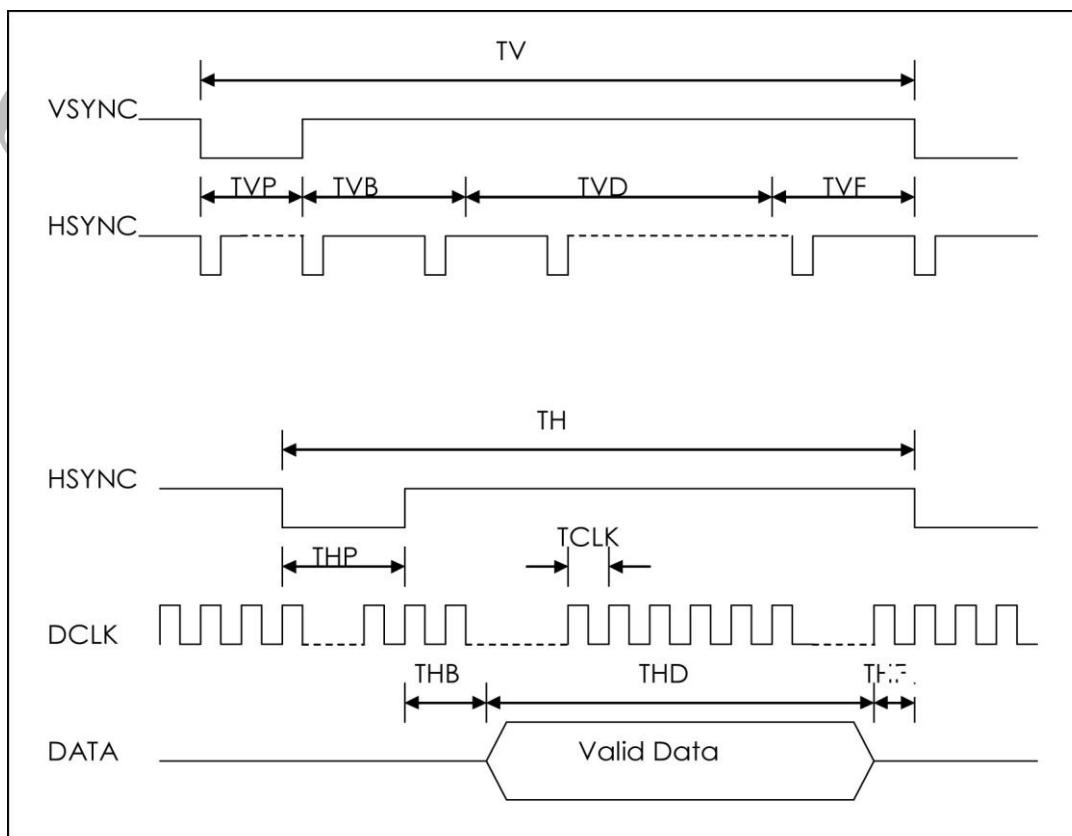 TV
VSYNC
TVP TVB TVD TVF
HSYNC
TH
HSYNC
TCLK
THP
DCLK
THB THD
DATA Valid Data